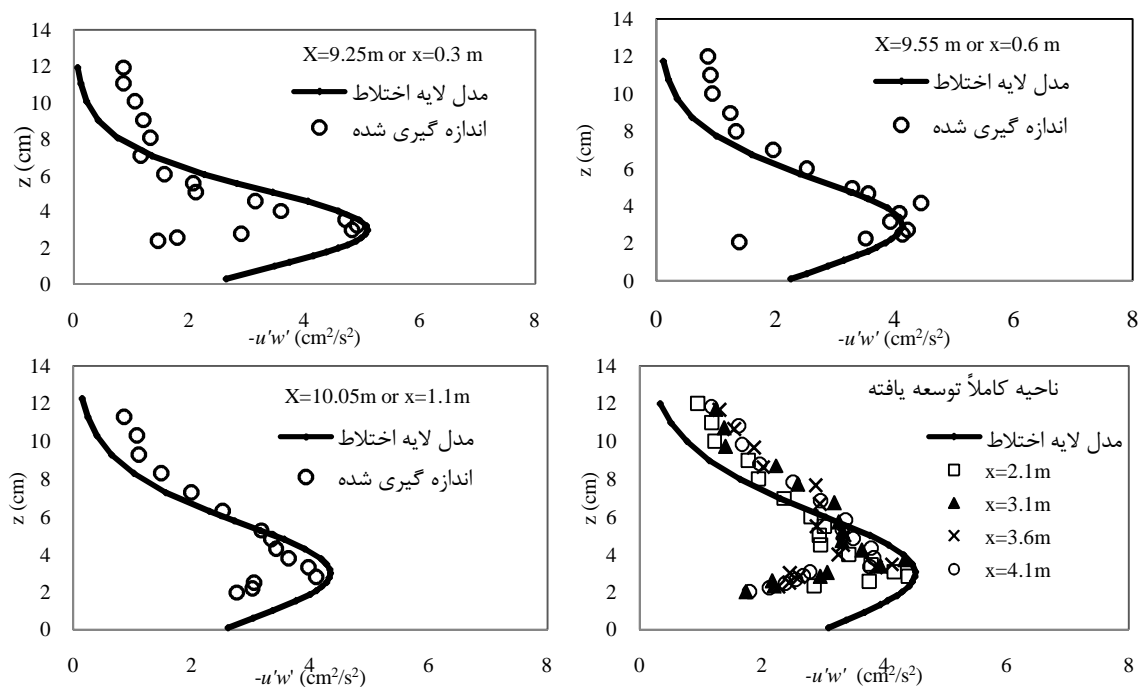 X=9.25m or x=0.3 m
مدل لایه اختلاط
اندازه گیری شده
z (cm)
14
12
10
8
6
4
2
0
0 2 4 6 8
-u'w' (cm²/s²)
X=9.55 m or x=0.6 m
مدل لایه اختلاط
اندازه گیری شده
z (cm)
14
12
10
8
6
4
2
0
0 2 4 6 8
-u'w' (cm²/s²)
X=10.05m or x=1.1m
مدل لایه اختلاط
اندازه گیری شده
z (cm)
14
12
10
8
6
4
2
0
0 2 4 6 8
-u'w' (cm²/s²)
ناحیه کاملاً توسعه یافته
مدل لایه اختلاط
x=2.1m
x=3.1m
x=3.6m
x=4.1m
z (cm)
14
12
10
8
6
4
2
0
0 2 4 6 8
-u'w' (cm²/s²)